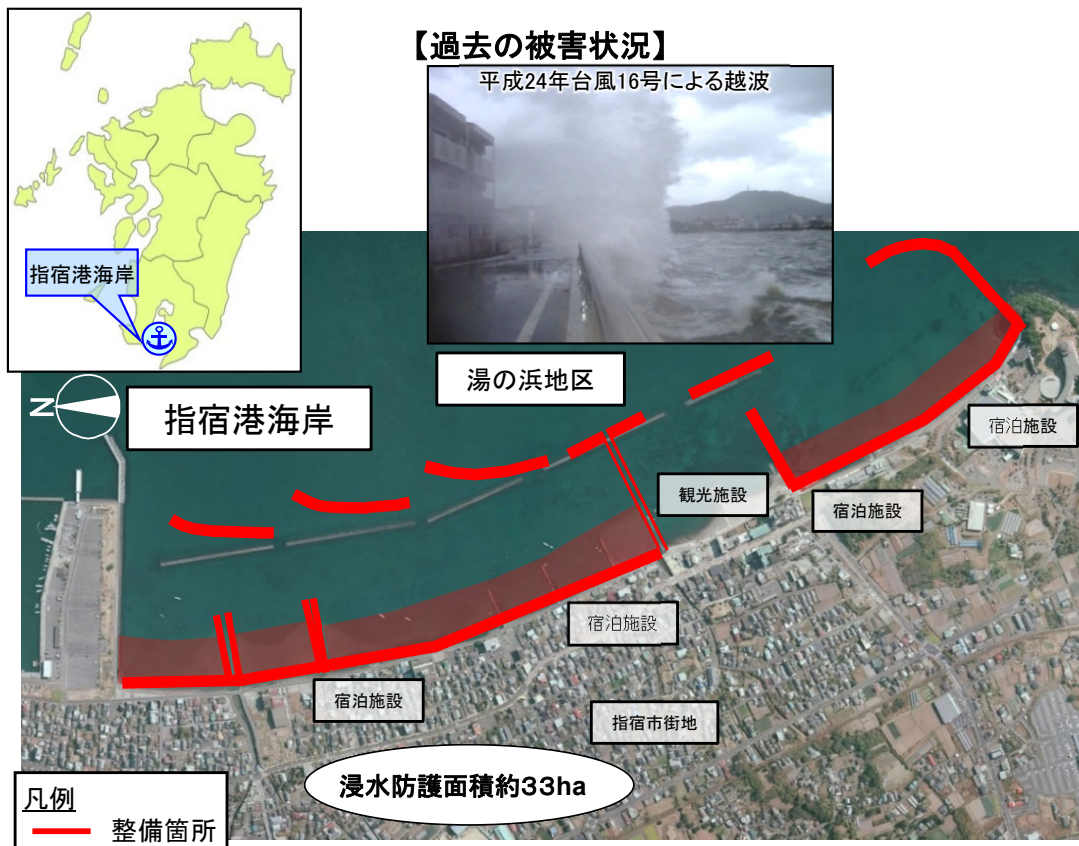 【過去の被害状況】
平成24年台風16号による越波
指宿港海岸
湯の浜地区
N
指宿港海岸
宿泊施設
観光施設
宿泊施設
宿泊施設
宿泊施設
指宿市街地
浸水防護面積約33ha
凡例
整備箇所